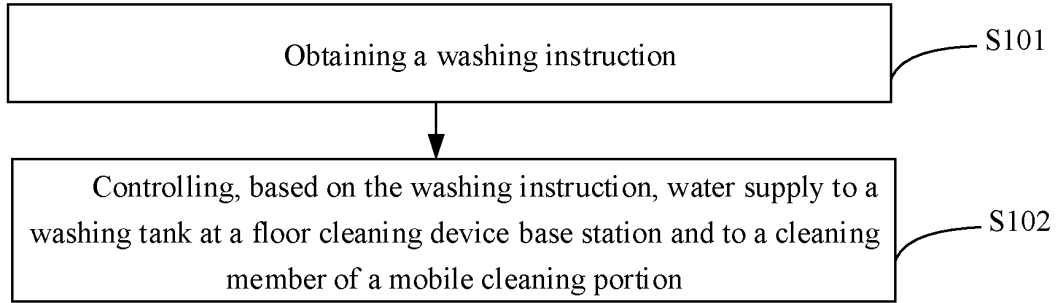 Obtaining a washing instruction
S101
Controlling, based on the washing instruction, water supply to a
washing tank at a floor cleaning device base station and to a cleaning
member of a mobile cleaning portion
S102